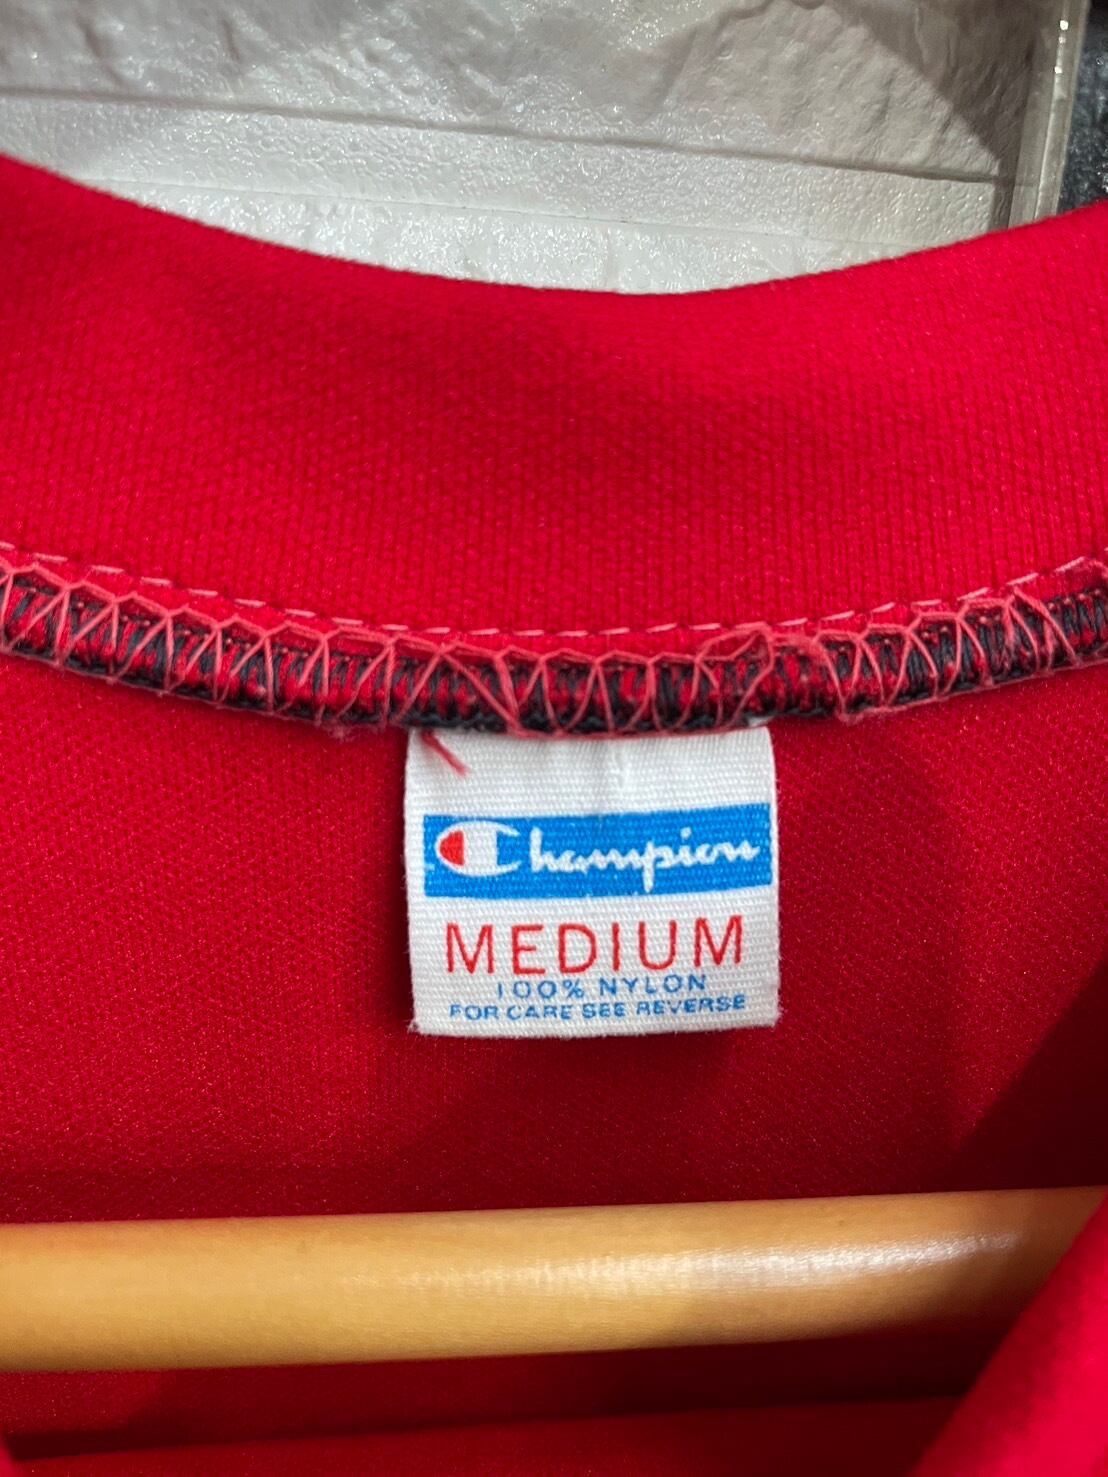 Champion
MEDIUM
100% NYLON
FOR CARE SEE REVERSE